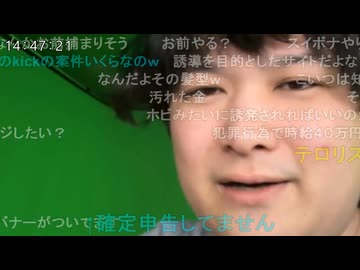 14:47:21
捕まりそう
お前やる？
スイボナや
のkickの案件いくらなのw
誘導を目的としたサイトだよな
なんだよその髪型w
こいつは
汚れた金
そ
ホビみたいに誘発されればいいの
ジしたい？
犯罪行為で時給40万円
テロリス
バナーがついて
確定申告してません